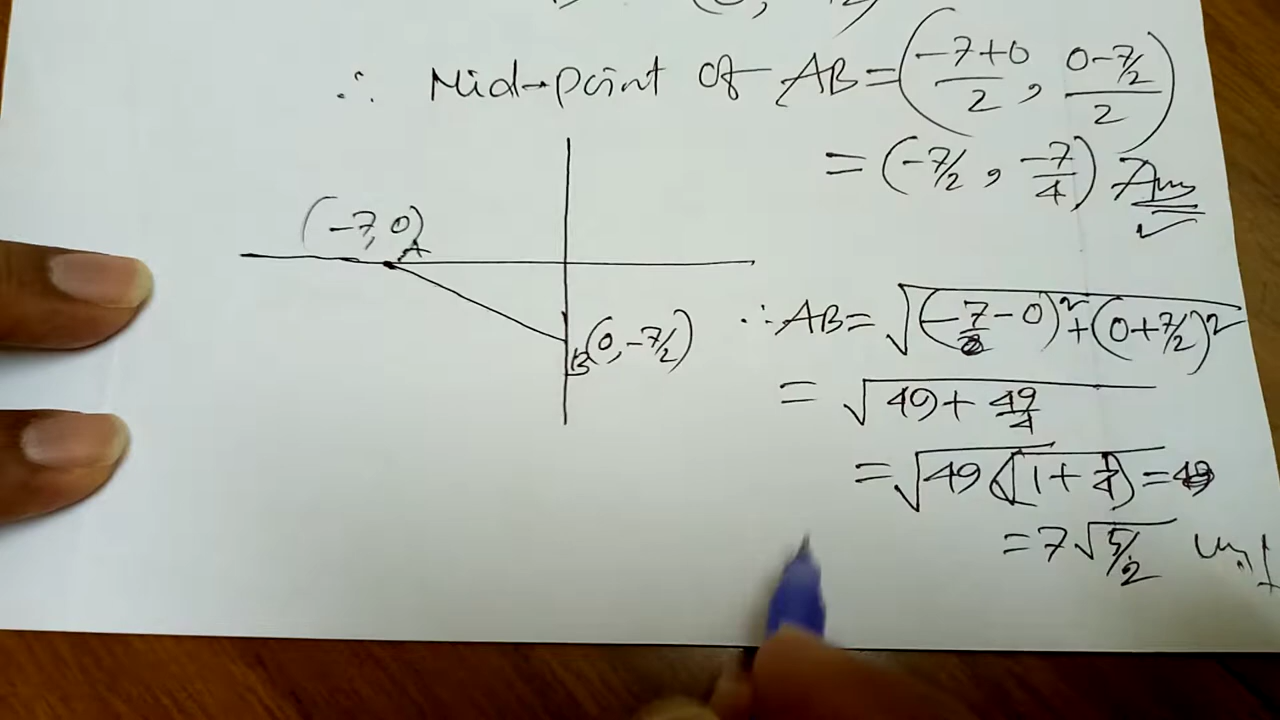 ∴ Mid-point of AB = ((-7+0)/2, (0-7/2)/2)
= (-7/2, -7/4) Ans
(-7, 0)
A
B(0, -7/2)
∴ AB = √((-7-0)²+(0+7/2)²)
= √(49+49/4)
= √(49(1+1/4)) =
= 7√(5/2) unit